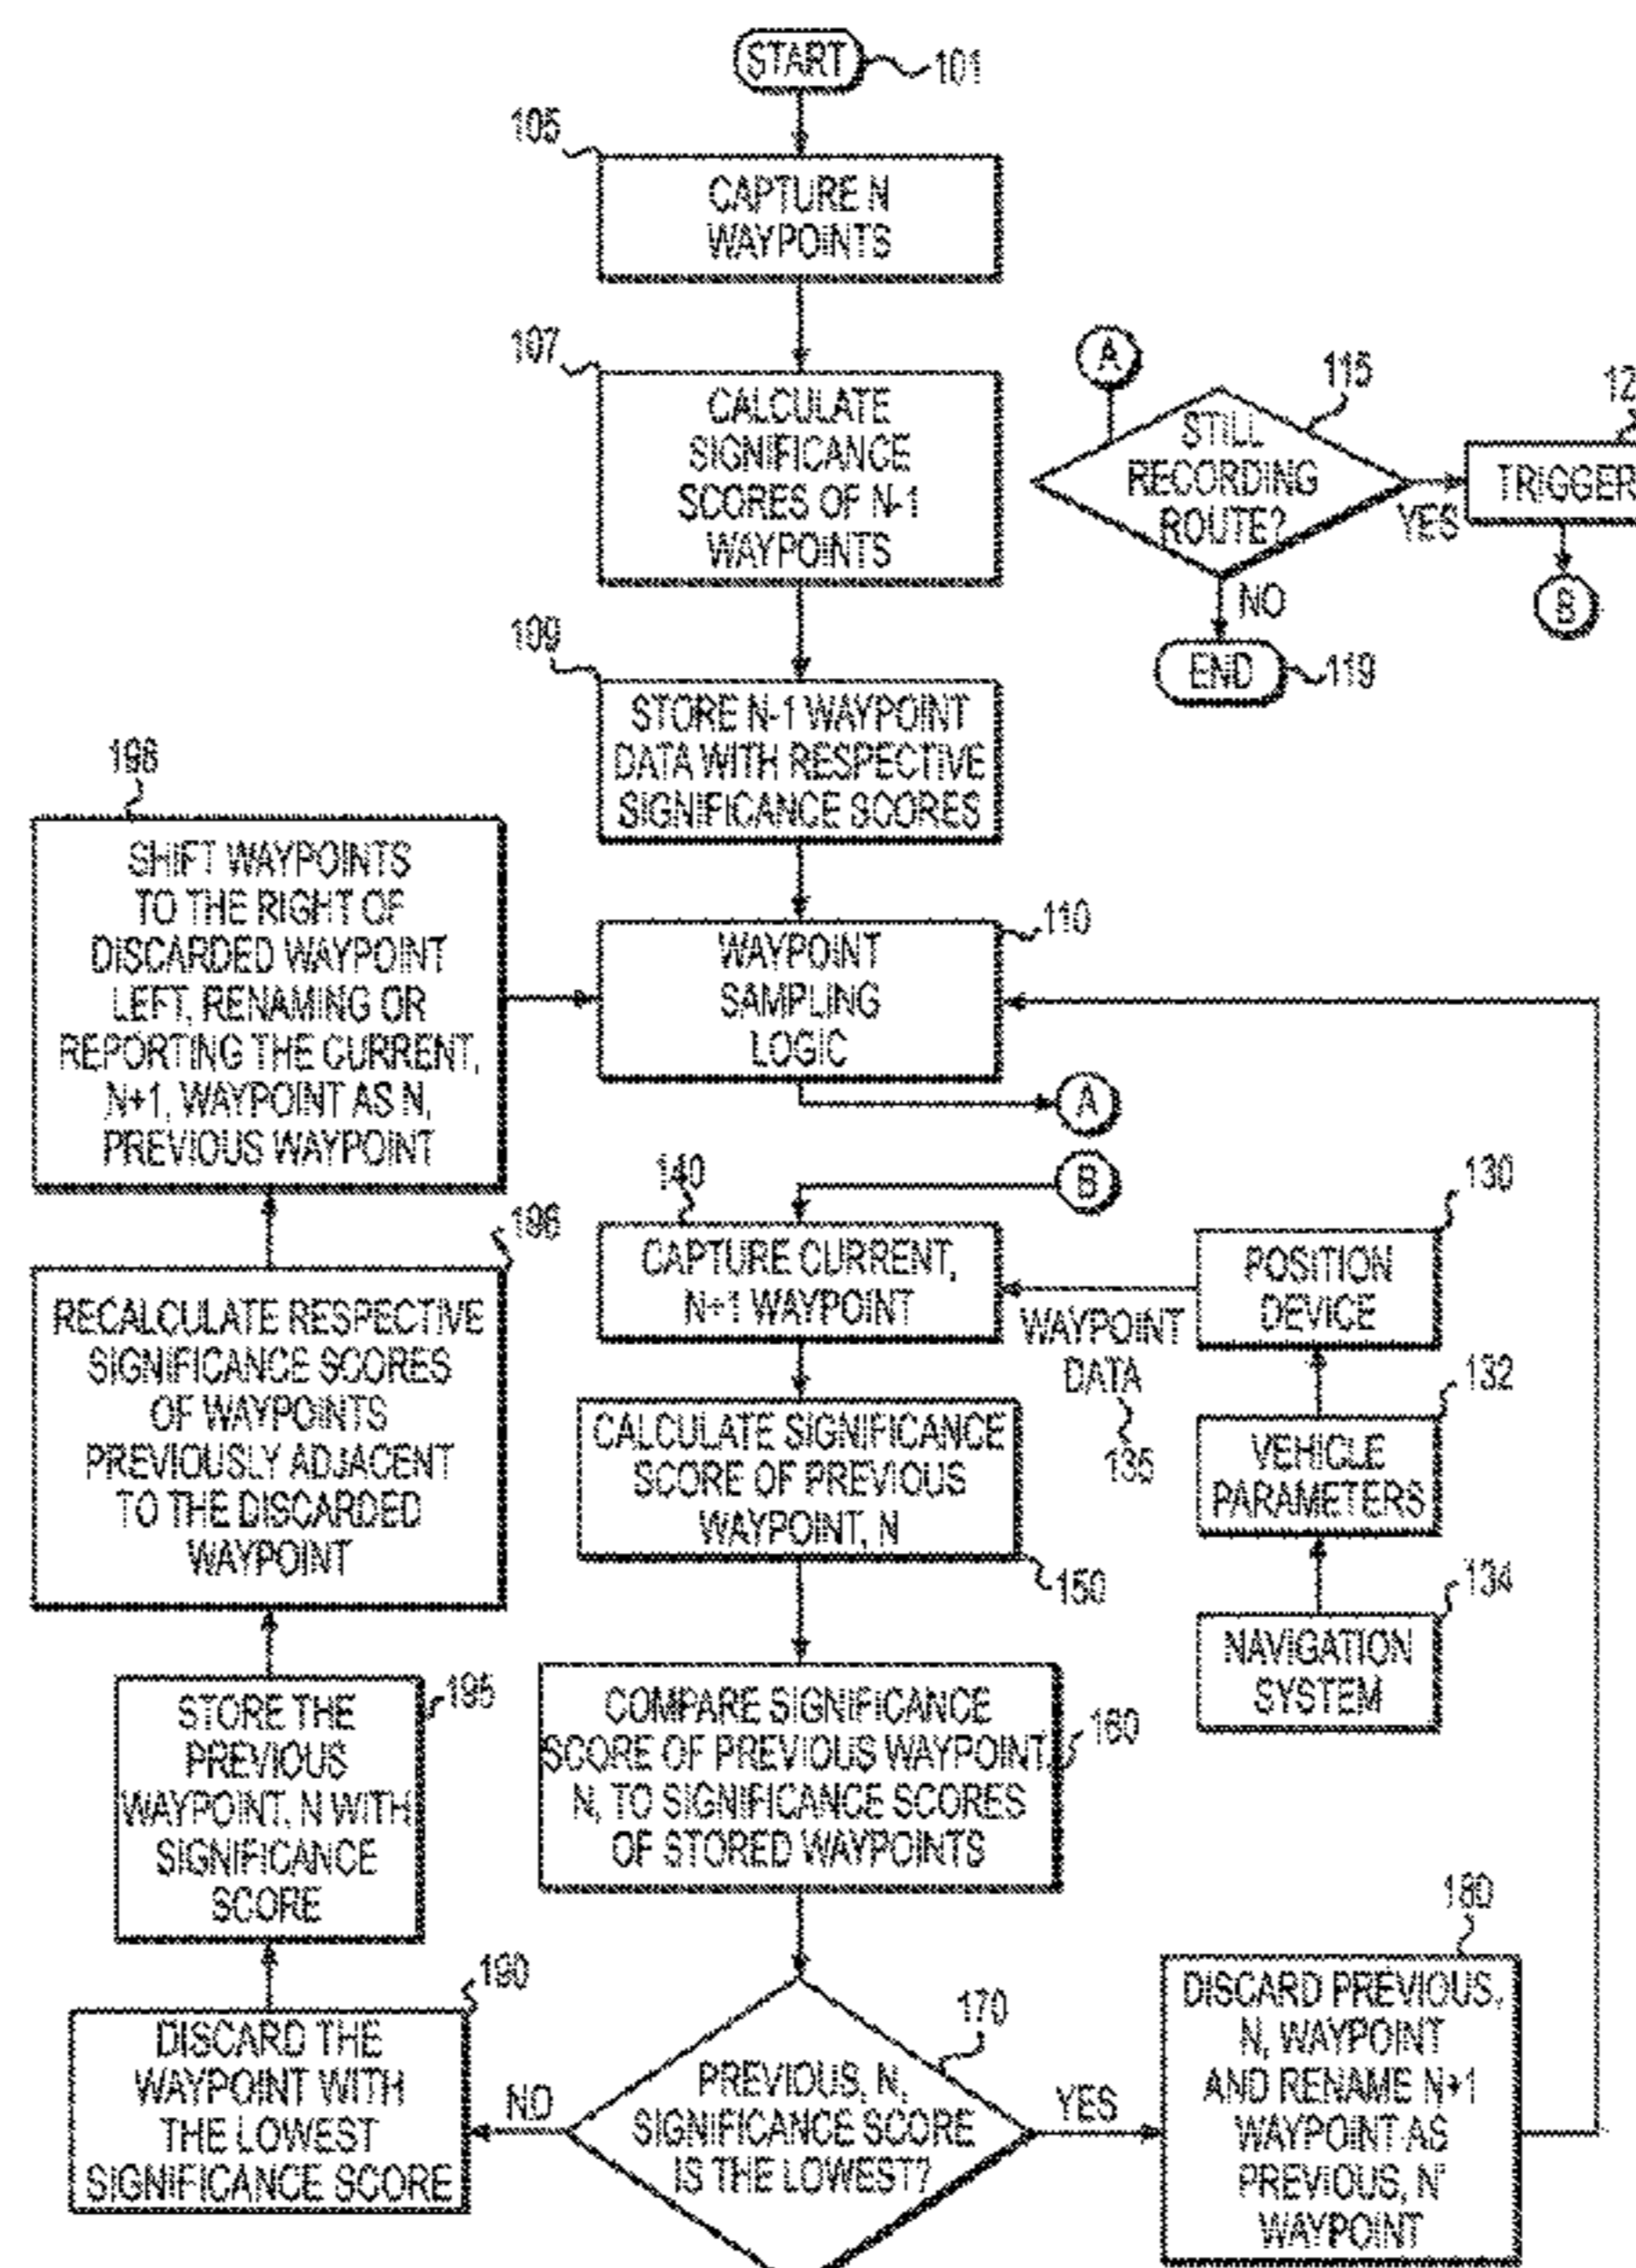 START
101
105
CAPTURE N
WAYPOINTS
107
CALCULATE
SIGNIFICANCE
SCORES OF N-1
WAYPOINTS
A
115
STILL
RECORDING
ROUTE?
YES
TRIGGER
B
NO
END
119
109
STORE N-1 WAYPOINT
DATA WITH RESPECTIVE
SIGNIFICANCE SCORES
198
SHIFT WAYPOINTS
TO THE RIGHT OF
DISCARDED WAYPOINT
LEFT, RENAMING OR
REPORTING THE CURRENT,
N+1, WAYPOINT AS N,
PREVIOUS WAYPOINT
110
WAYPOINT
SAMPLING
LOGIC
A
B
140
CAPTURE CURRENT,
N+1 WAYPOINT
WAYPOINT
DATA
135
130
POSITION
DEVICE
132
VEHICLE
PARAMETERS
134
NAVIGATION
SYSTEM
196
RECALCULATE RESPECTIVE
SIGNIFICANCE SCORES
OF WAYPOINTS
PREVIOUSLY ADJACENT
TO THE DISCARDED
WAYPOINT
CALCULATE SIGNIFICANCE
SCORE OF PREVIOUS
WAYPOINT, N
150
195
STORE THE
PREVIOUS
WAYPOINT, N WITH
SIGNIFICANCE
SCORE
COMPARE SIGNIFICANCE
SCORE OF PREVIOUS WAYPOINT,
N, TO SIGNIFICANCE SCORES
OF STORED WAYPOINTS
160
190
DISCARD THE
WAYPOINT WITH
THE LOWEST
SIGNIFICANCE SCORE
NO
170
PREVIOUS, N,
SIGNIFICANCE SCORE
IS THE LOWEST?
YES
180
DISCARD PREVIOUS,
N, WAYPOINT
AND RENAME N+1
WAYPOINT AS
PREVIOUS, N
WAYPOINT